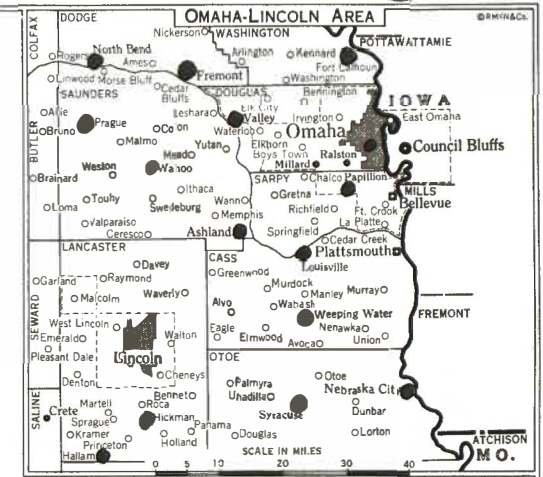 DODGE
OMAHA-LINCOLN AREA
©RMcN&Co.
COLFAX
Nickerson
WASHINGTON
POTTAWATTAMIE
North Bend
Rogers
Ames
Arlington
Kennard
Fort Calhoun
Fremont
Washington
Linwood
Morse Bluff
SAUNDERS
Cedar
Bluffs
DOUGLAS
Bennington
IOWA
Elk City
Valley
Leshara
Irvington
East Omaha
BUTLER
Bruno
Prague
Colon
Waterloo
Omaha
Malmo
Elkhorn
Council Bluffs
Mead
Yutan
Boys Town
Weston
Wahoo
Millard
Ralston
Brainard
SARPY
Chalco
Papillion
MILLS
Ithaca
Gretna
Bellevue
Touhy
Wann
Loma
Swedeburg
Richfield
Ft. Crook
Memphis
La Platte
Valparaiso
Springfield
Ceresco
Ashland
Cedar Creek
LANCASTER
CASS
Plattsmouth
Davey
Greenwood
Louisville
Garland
Raymond
Murdock
Waverly
Manley
Murray
Malcolm
Alvo
Wabash
SEWARD
Weeping Water
FREMONT
West Lincoln
Nehawka
Emerald
Walton
Eagle
Elmwood
Union
Avoca
Pleasant Dale
Lincoln
OTOE
Denton
Cheneys
Palmyra
Otoe
Nebraska City
SALINE
Bennet
Unadilla
Martell
Roca
Syracuse
Dunbar
Crete
Sprague
Hickman
Panama
Kramer
Holland
Douglas
Lorton
Princeton
ATCHISON
Hallam
SCALE IN MILES
MO.
0 5 10 20 30 40